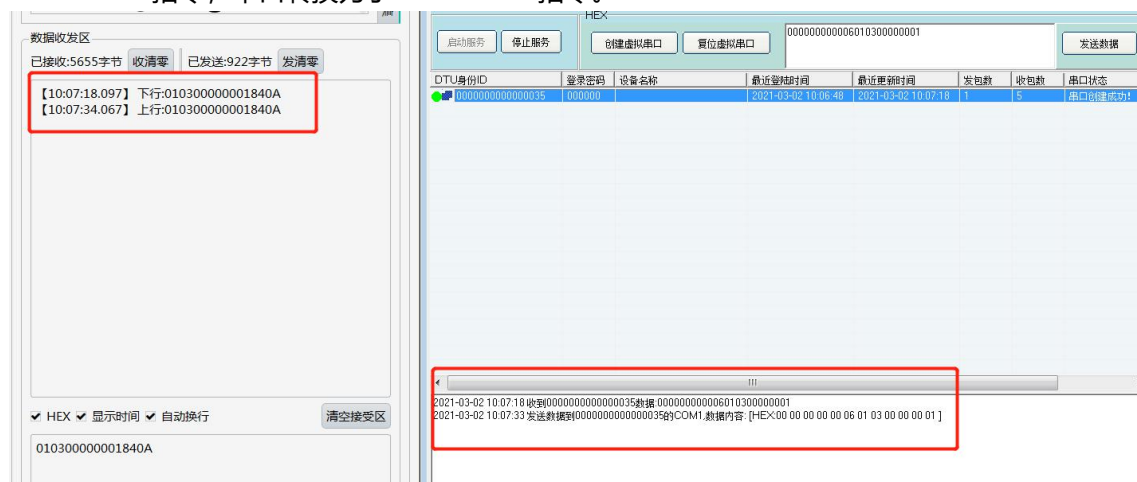 HEX
数据收发区
已接收:5655字节 收清零 已发送:922字节 发清零
【10:07:18.097】下行:010300000001840A
【10:07:34.067】上行:010300000001840A
✔ HEX ✔ 显示时间 ✔ 自动换行 清空接受区
010300000001840A
启动服务 停止服务 创建虚拟串口 复位虚拟串口 000000000006010300000001 发送数据
DTU身份ID 登录密码 设备名称 最近登陆时间 最近更新时间 发包数 收包数 串口状态
0000000000000035 000000 2021-03-02 10:06:48 2021-03-02 10:07:18 1 5 串口创建成功!
2021-03-02 10:07:18 收到0000000000000035数据:000000000006010300000001
2021-03-02 10:07:33 发送数据到0000000000000035的COM1,数据内容: [HEX:00 00 00 00 00 06 01 03 00 00 00 01 ]